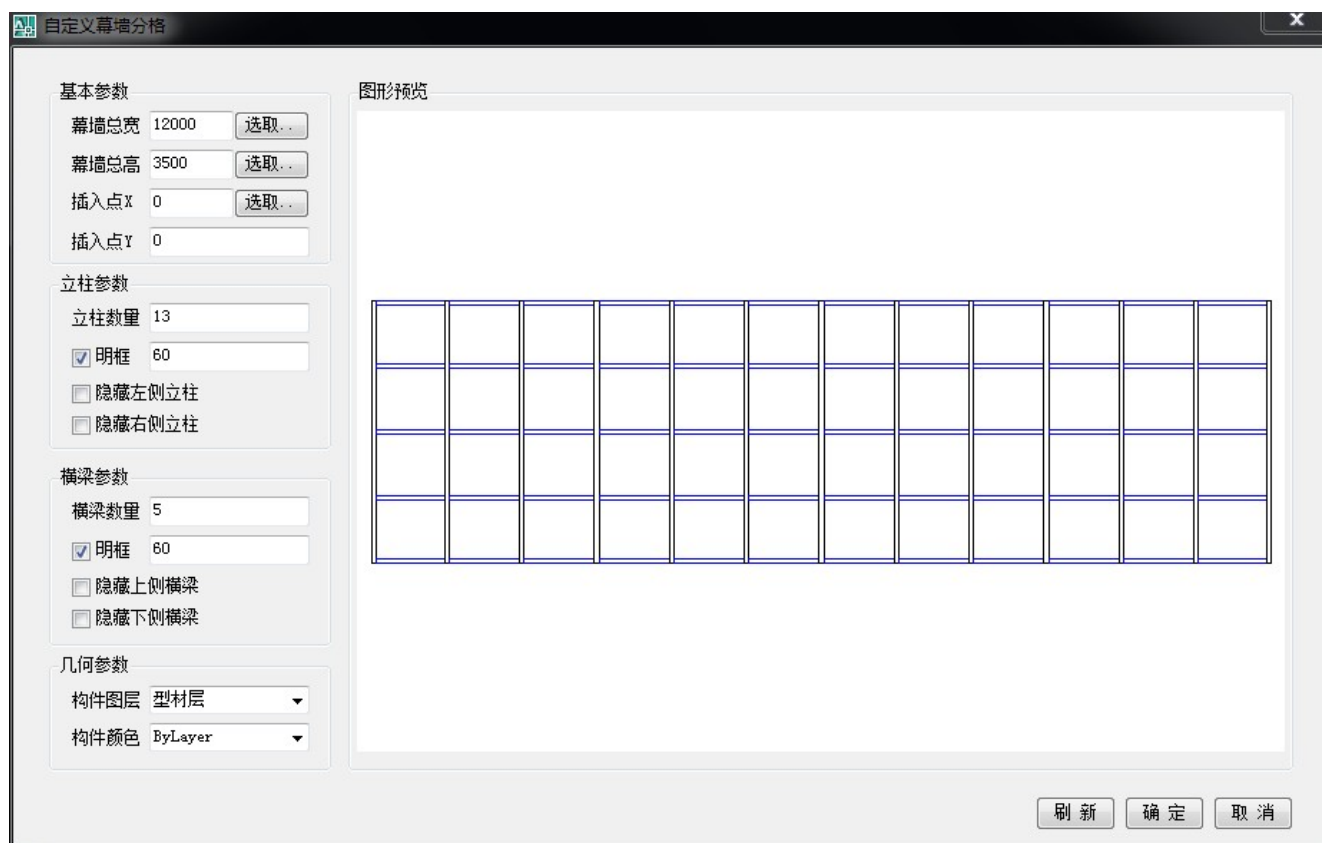 自定义幕墙分格
基本参数
幕墙总宽 12000 选取..
幕墙总高 3500 选取..
插入点X 0 选取..
插入点Y 0
立柱参数
立柱数量 13
明框 60
隐藏左侧立柱
隐藏右侧立柱
横梁参数
横梁数量 5
明框 60
隐藏上侧横梁
隐藏下侧横梁
几何参数
构件图层 型材层
构件颜色 ByLayer
图形预览
刷 新 确 定 取 消